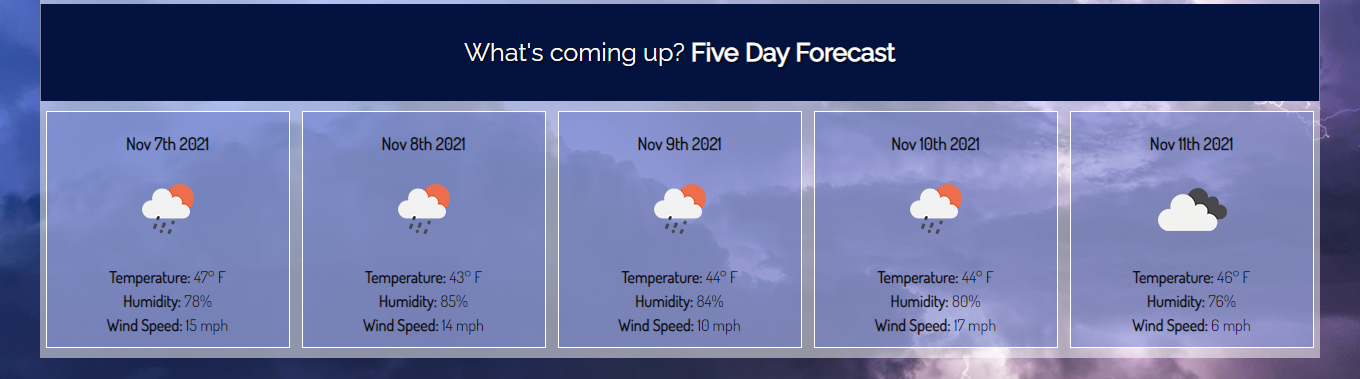 What's coming up? Five Day Forecast
Nov 7th 2021
Temperature: 47° F
Humidity: 78%
Wind Speed: 15 mph
Nov 8th 2021
Temperature: 43° F
Humidity: 85%
Wind Speed: 14 mph
Nov 9th 2021
Temperature: 44° F
Humidity: 84%
Wind Speed: 10 mph
Nov 10th 2021
Temperature: 44° F
Humidity: 80%
Wind Speed: 17 mph
Nov 11th 2021
Temperature: 46° F
Humidity: 76%
Wind Speed: 6 mph